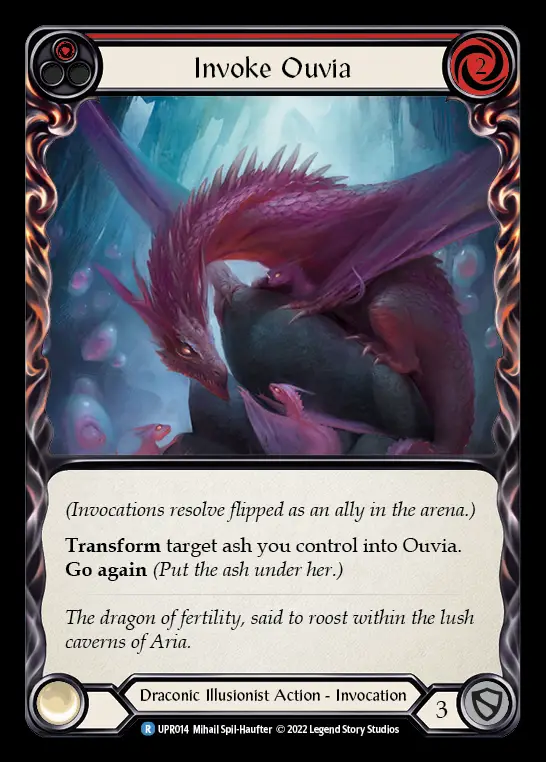 Invoke Ouvia
2
(Invocations resolve flipped as an ally in the arena.)
Transform target ash you control into Ouvia.
Go again (Put the ash under her.)
The dragon of fertility, said to roost within the lush
caverns of Aria.
Draconic Illusionist Action - Invocation
3
R UPR014 Mihail Spil-Haufter © 2022 Legend Story Studios